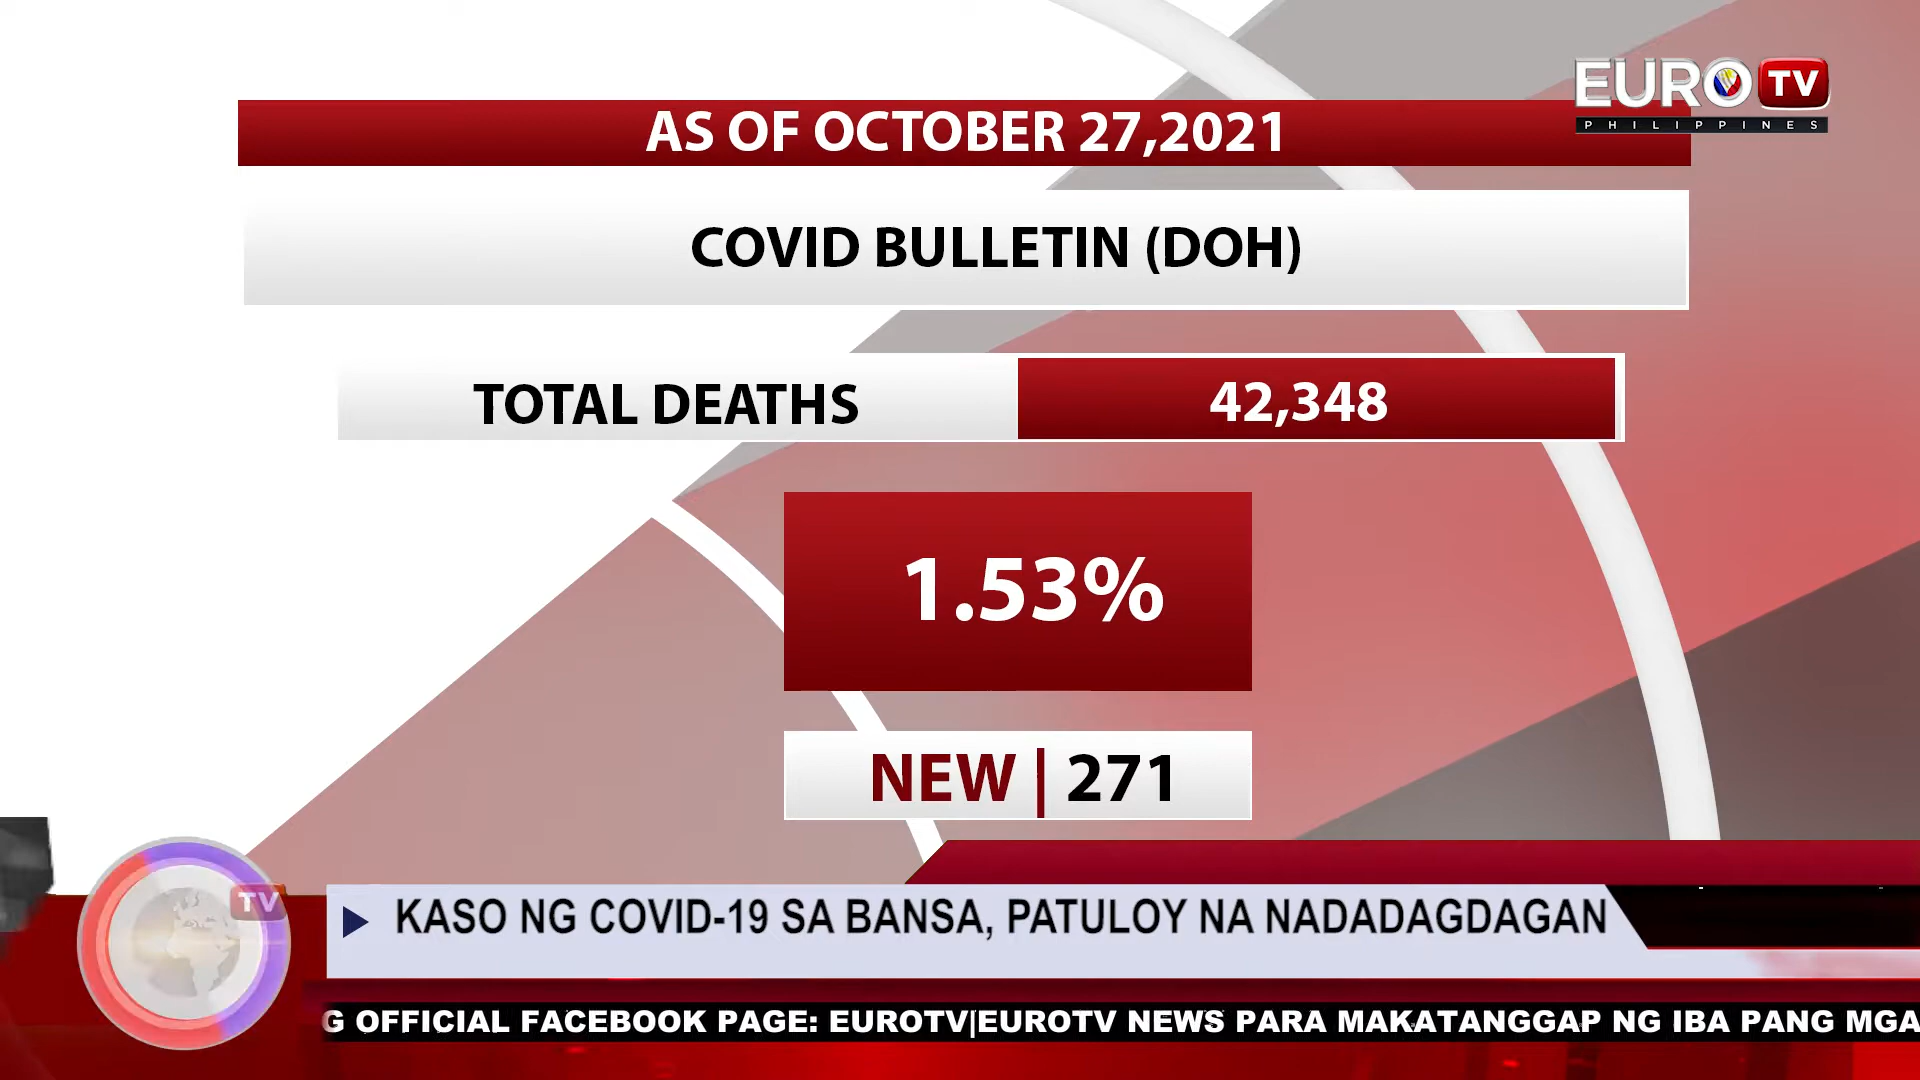 EURO TV
PHILIPPINES
AS OF OCTOBER 27,2021
COVID BULLETIN (DOH)
TOTAL DEATHS 42,348
1.53%
NEW | 271
TV
KASO NG COVID-19 SA BANSA, PATULOY NA NADADAGDAGAN
G OFFICIAL FACEBOOK PAGE: EUROTV|EUROTV NEWS PARA MAKATANGGAP NG IBA PANG MGA